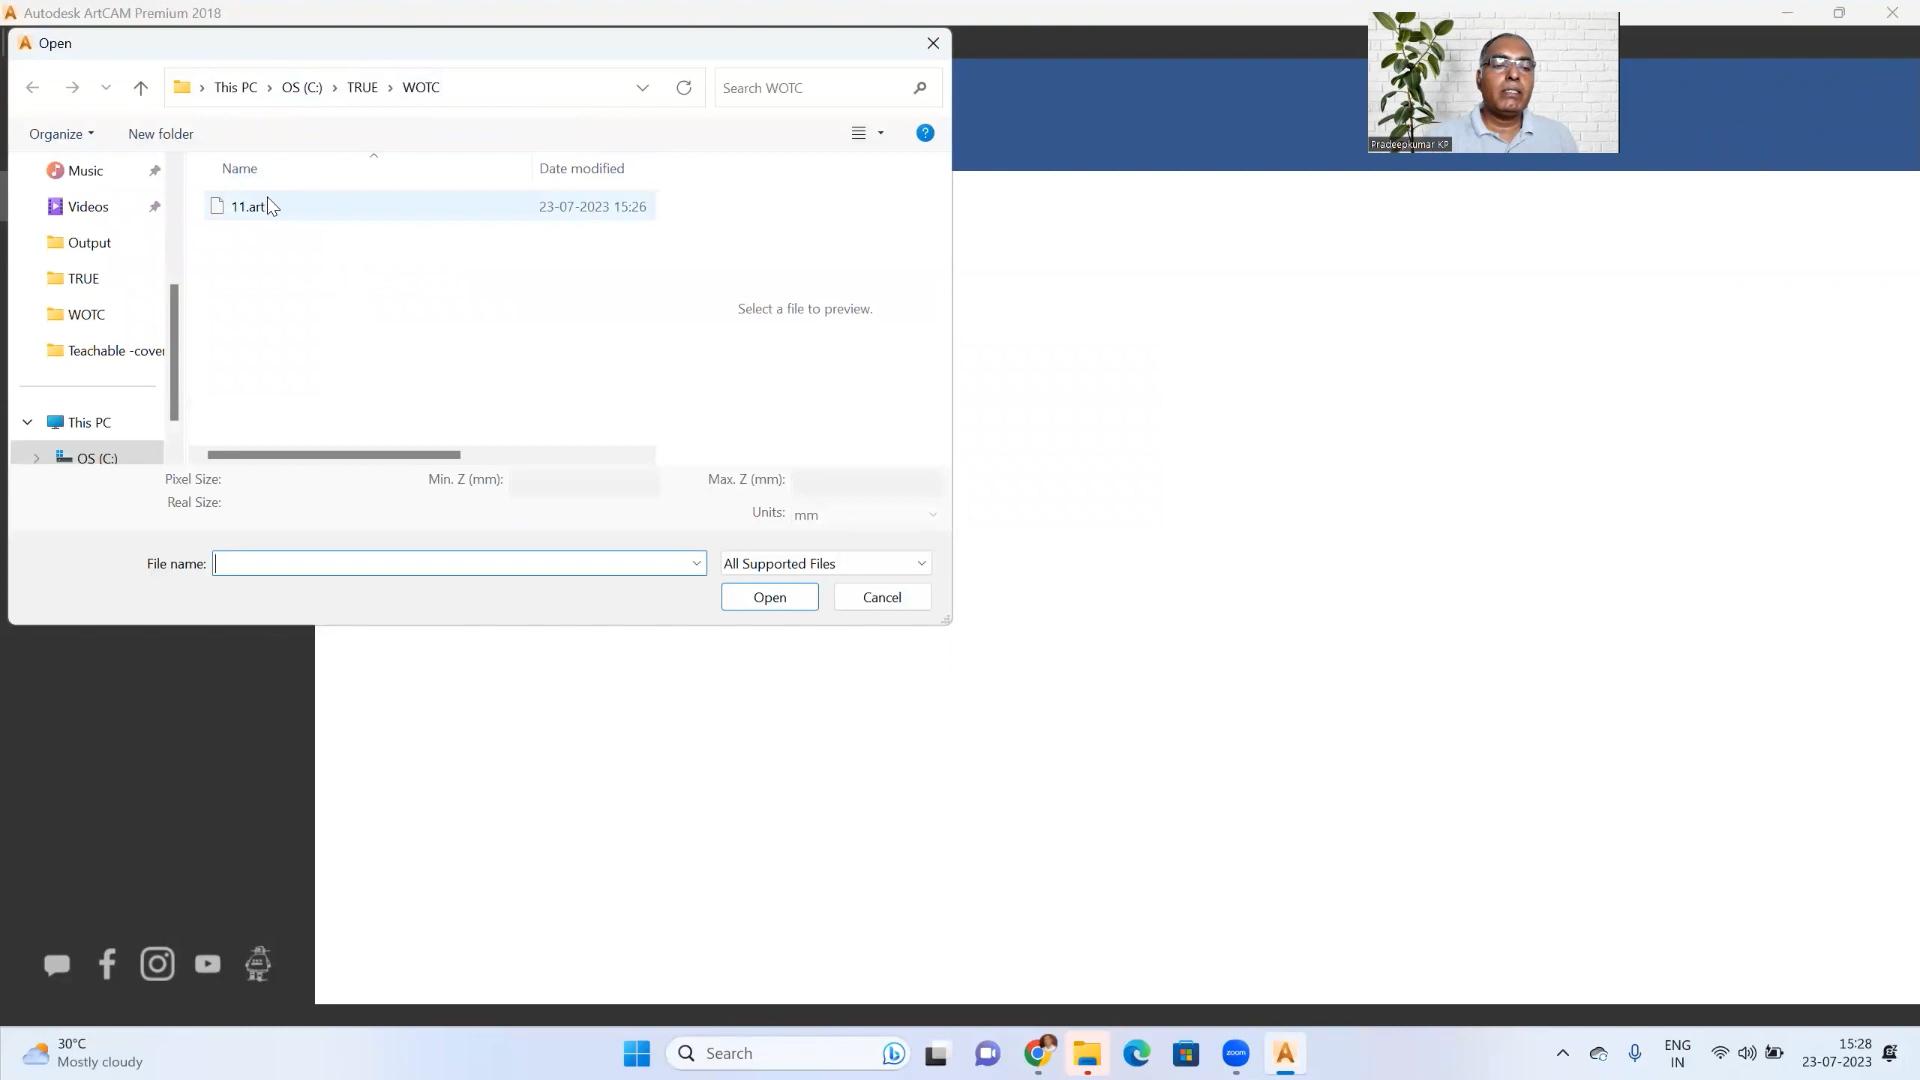 Autodesk ArtCAM Premium 2018
Open
This PC > OS (C:) > TRUE > WOTC
Search WOTC
Organize
New folder
Name
Date modified
Music
Videos
Output
TRUE
WOTC
Teachable -cover
This PC
OS (C:)
11.art
23-07-2023 15:26
Select a file to preview.
Pixel Size:
Min. Z (mm):
Max. Z (mm):
Real Size:
Units:
mm
File name:
All Supported Files
Open
Cancel
Pradeepkumar KP
30°C
Mostly cloudy
Search
zoom
ENG
IN
15:28
23-07-2023